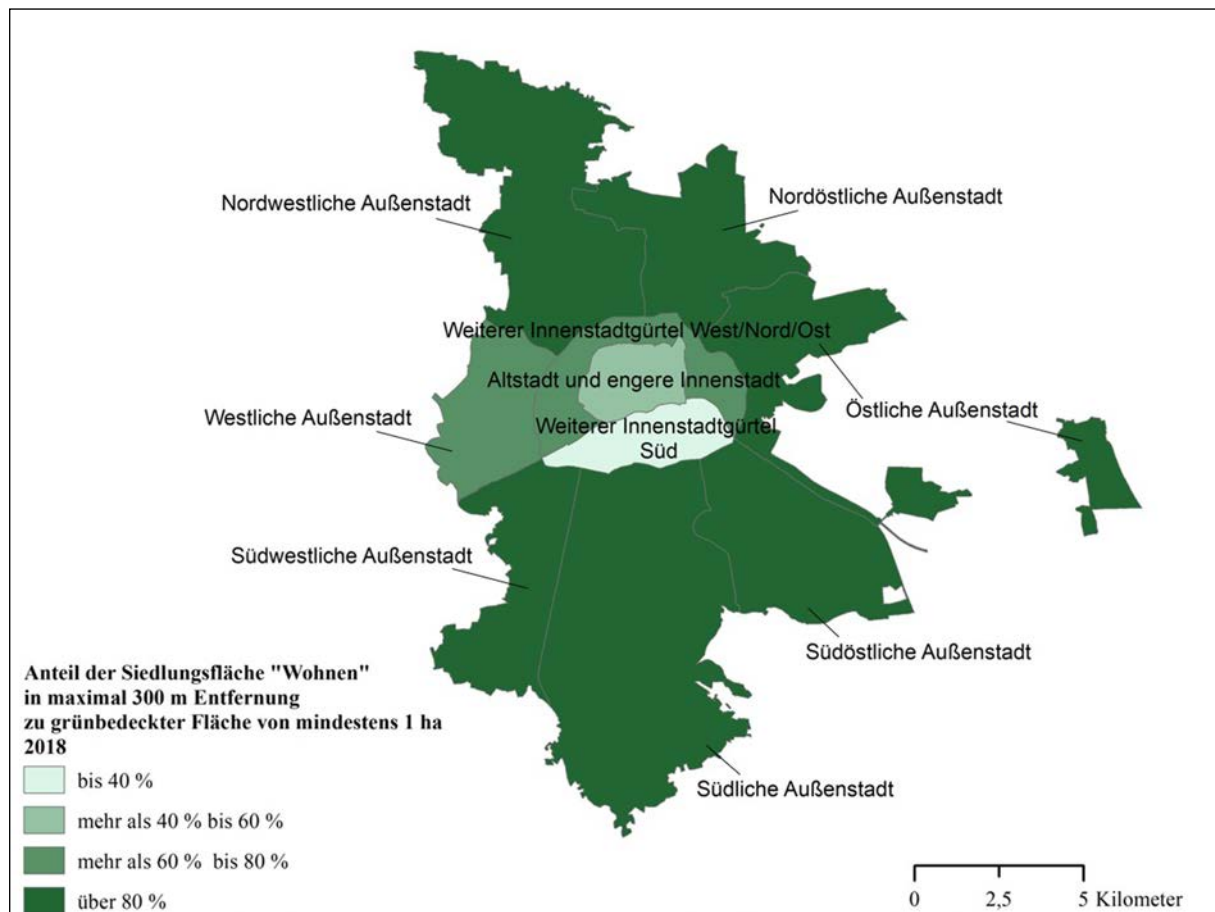 Nordwestliche Außenstadt
Nordöstliche Außenstadt
Weiterer Innenstadtgürtel West/Nord/Ost
Altstadt und engere Innenstadt
Westliche Außenstadt
Östliche Außenstadt
Weiterer Innenstadtgürtel
Süd
Südwestliche Außenstadt
Südöstliche Außenstadt
Südliche Außenstadt
Anteil der Siedlungsfläche "Wohnen"
in maximal 300 m Entfernung
zu grünbedeckter Fläche von mindestens 1 ha
2018
bis 40 %
mehr als 40 % bis 60 %
mehr als 60 % bis 80 %
über 80 %
0 2,5 5 Kilometer